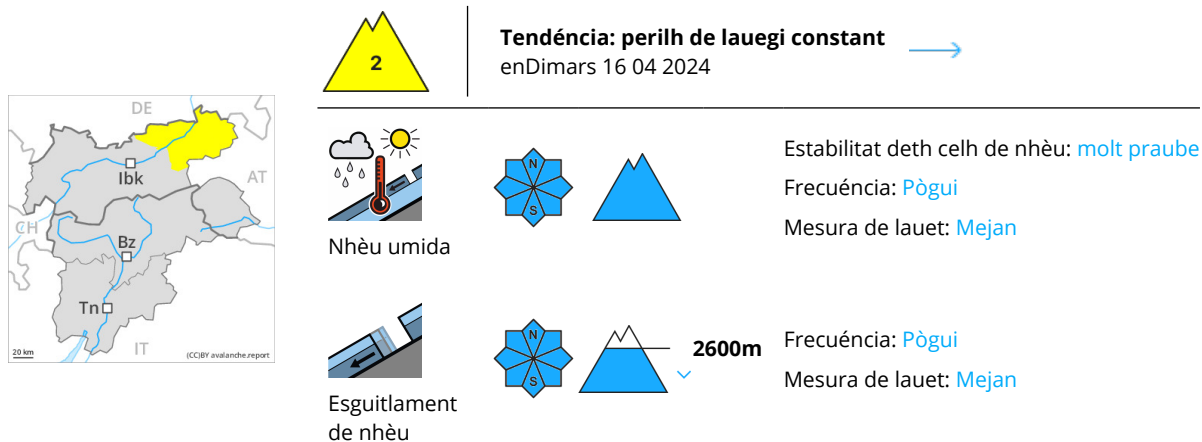 2
Tendéncia: perilh de lauegi constant
enDimars 16 04 2024
DE
AT
CH
IT
Ibk
Bz
Tn
20 km
(CC)BY avalanche.report
N
S
Nhèu umida
Estabilitat deth celh de nhèu: molt praube
Frecuéncia: Pògui
Mesura de lauet: Mejan
N
S
2600m
Esguitlament
de nhèu
Frecuéncia: Pògui
Mesura de lauet: Mejan